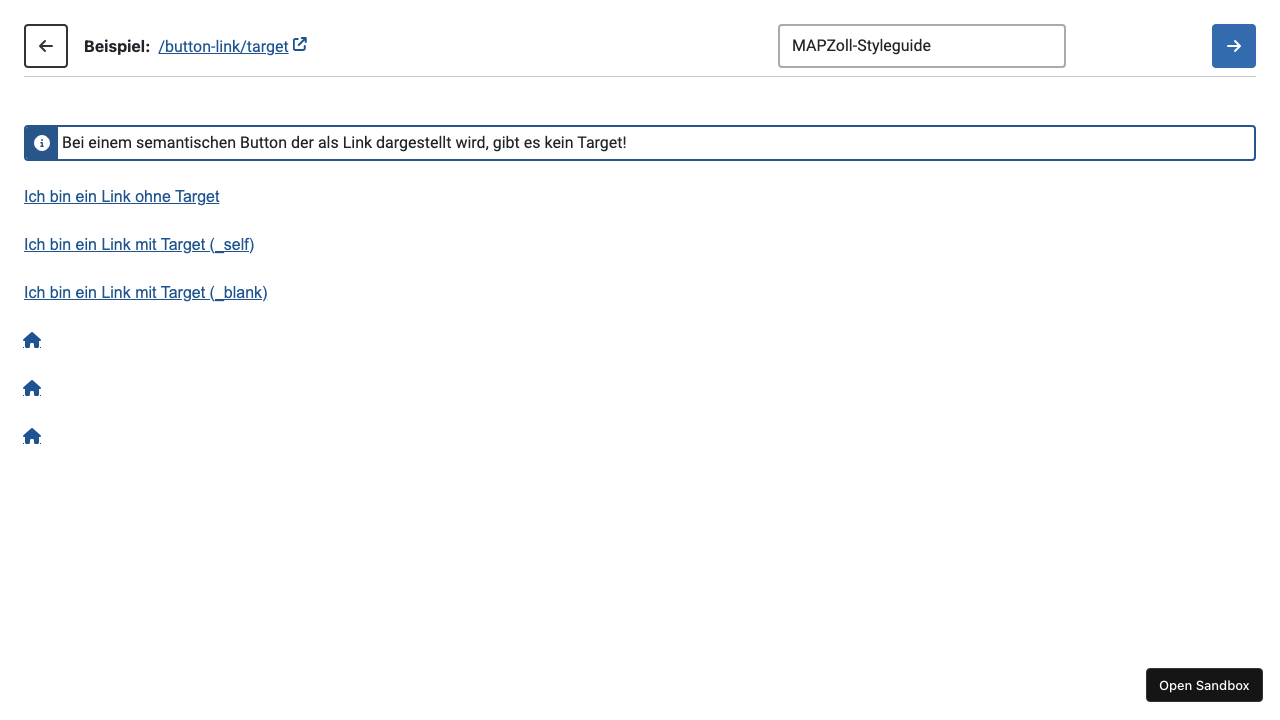 Beispiel: /button-link/target
MAPZoll-Styleguide
Bei einem semantischen Button der als Link dargestellt wird, gibt es kein Target!
Ich bin ein Link ohne Target
Ich bin ein Link mit Target (_self)
Ich bin ein Link mit Target (_blank)
Open Sandbox